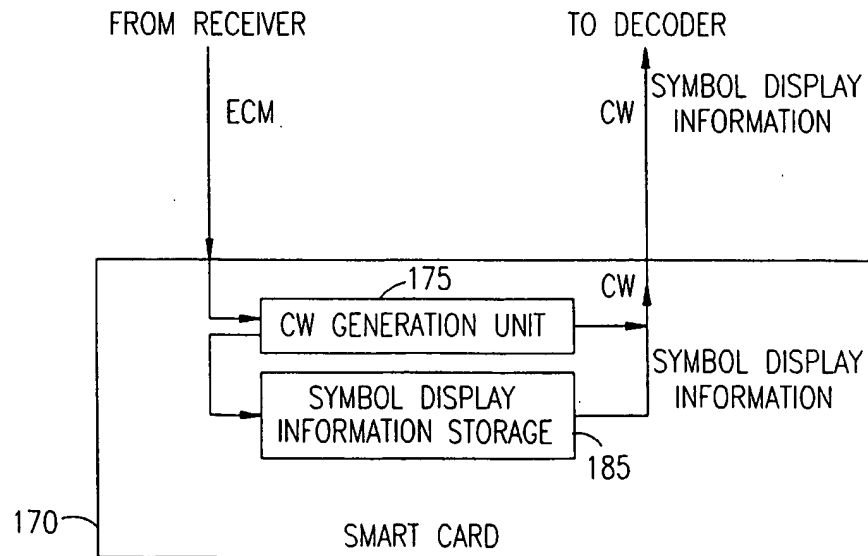 FROM RECEIVER
TO DECODER
ECM
CW
SYMBOL DISPLAY
INFORMATION
175
CW GENERATION UNIT
CW
SYMBOL DISPLAY
INFORMATION STORAGE
185
SYMBOL DISPLAY
INFORMATION
170
SMART CARD